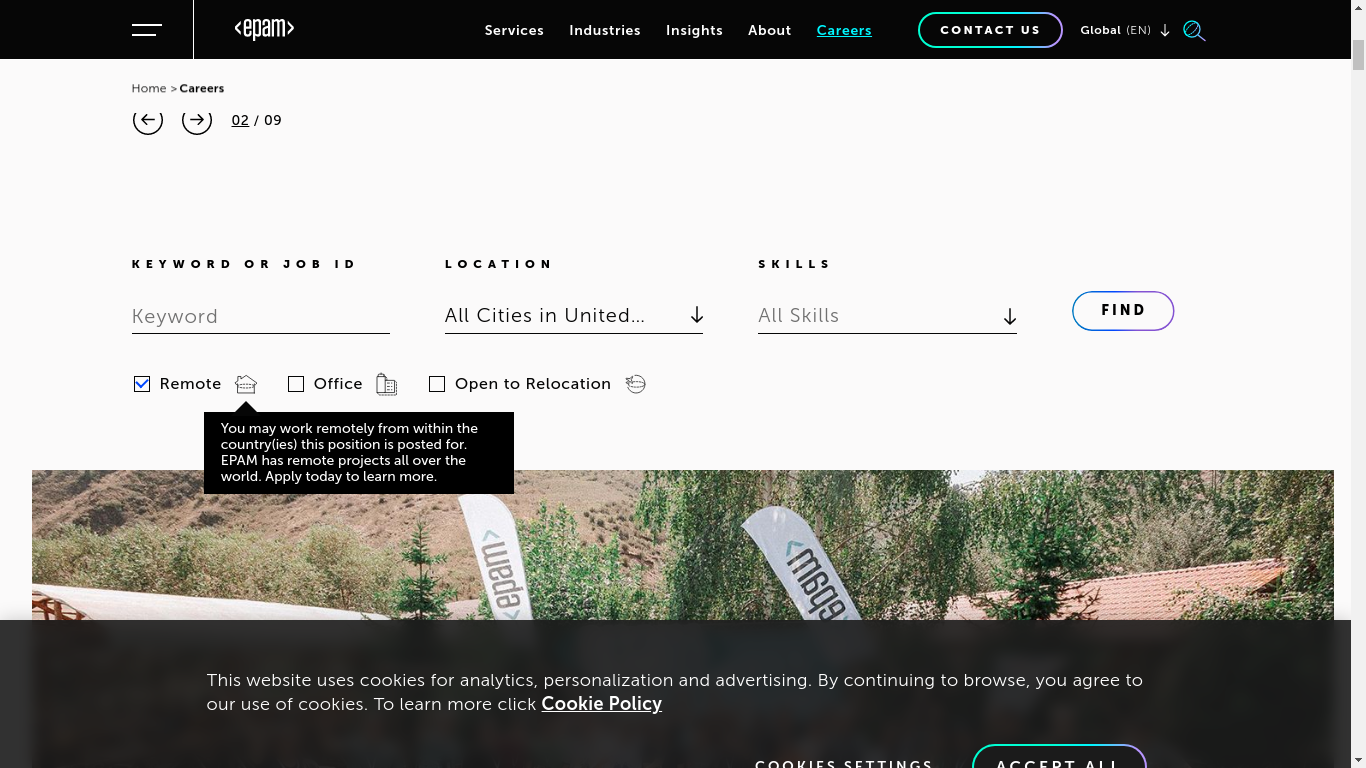 <epam>
Services
Industries
Insights
About
Careers
CONTACT US
Global (EN)
Home > Careers
02 / 09
KEYWORD OR JOB ID
LOCATION
SKILLS
Keyword
All Cities in United...
All Skills
FIND
Remote
Office
Open to Relocation
You may work remotely from within the
country(ies) this position is posted for.
EPAM has remote projects all over the
world. Apply today to learn more.
<epam>
<epam
This website uses cookies for analytics, personalization and advertising. By continuing to browse, you agree to
our use of cookies. To learn more click Cookie Policy
COOKIES SETTINGS
ACCEPT ALL